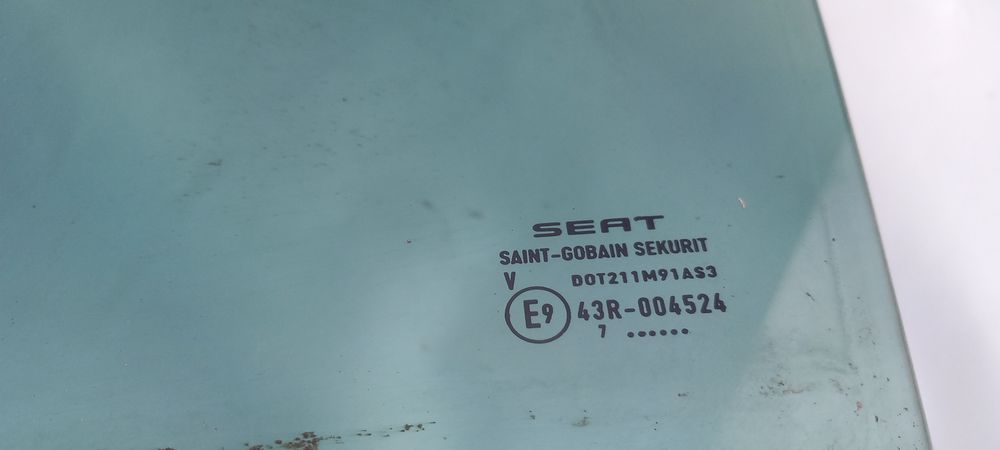 SEAT
SAINT-GOBAIN SEKURIT
V DOT211M91AS3
E9 43R-004524
7 ••••••